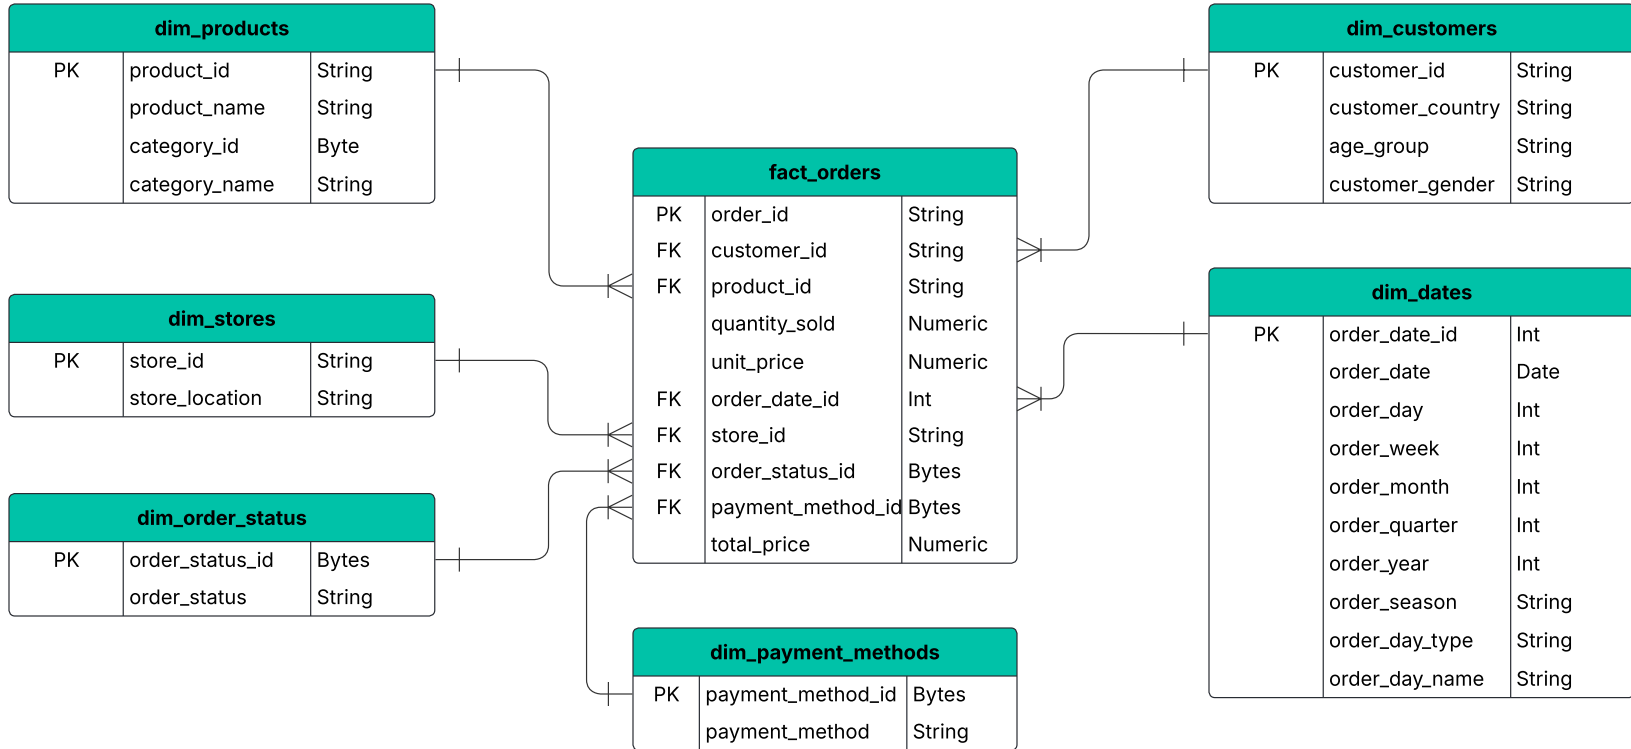 dim_products
PK product_id String
product_name String
category_id Byte
category_name String
dim_stores
PK store_id String
store_location String
dim_order_status
PK order_status_id Bytes
order_status String
fact_orders
PK order_id String
FK customer_id String
FK product_id String
quantity_sold Numeric
unit_price Numeric
FK order_date_id Int
FK store_id String
FK order_status_id Bytes
FK payment_method_id Bytes
total_price Numeric
dim_payment_methods
PK payment_method_id Bytes
payment_method String
dim_customers
PK customer_id String
customer_country String
age_group String
customer_gender String
dim_dates
PK order_date_id Int
order_date Date
order_day Int
order_week Int
order_month Int
order_quarter Int
order_year Int
order_season String
order_day_type String
order_day_name String